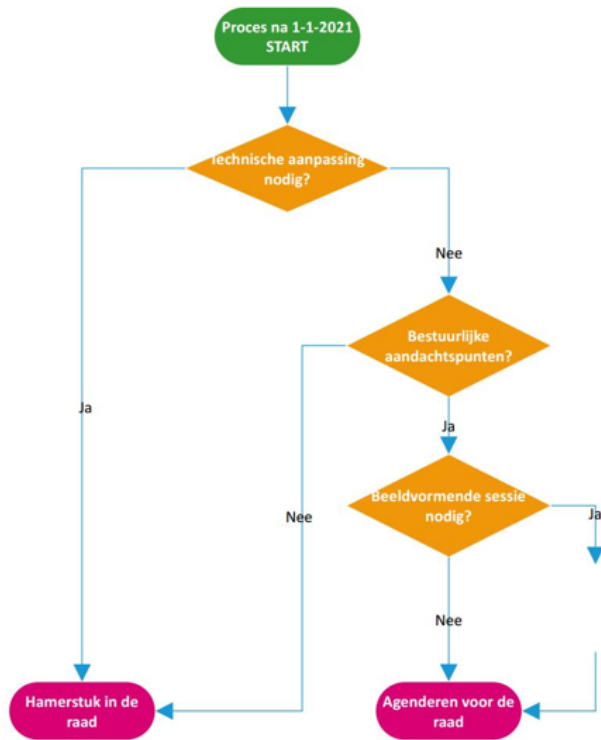 Proces na 1-1-2021
START
Technische aanpassing
nodig?
Nee
Bestuurlijke
aandachtspunten?
Ja
Ja
Beeldvormende sessie
nodig?
Nee
Ja
Nee
Hamerstuk in de
raad
Agenderen voor de
raad